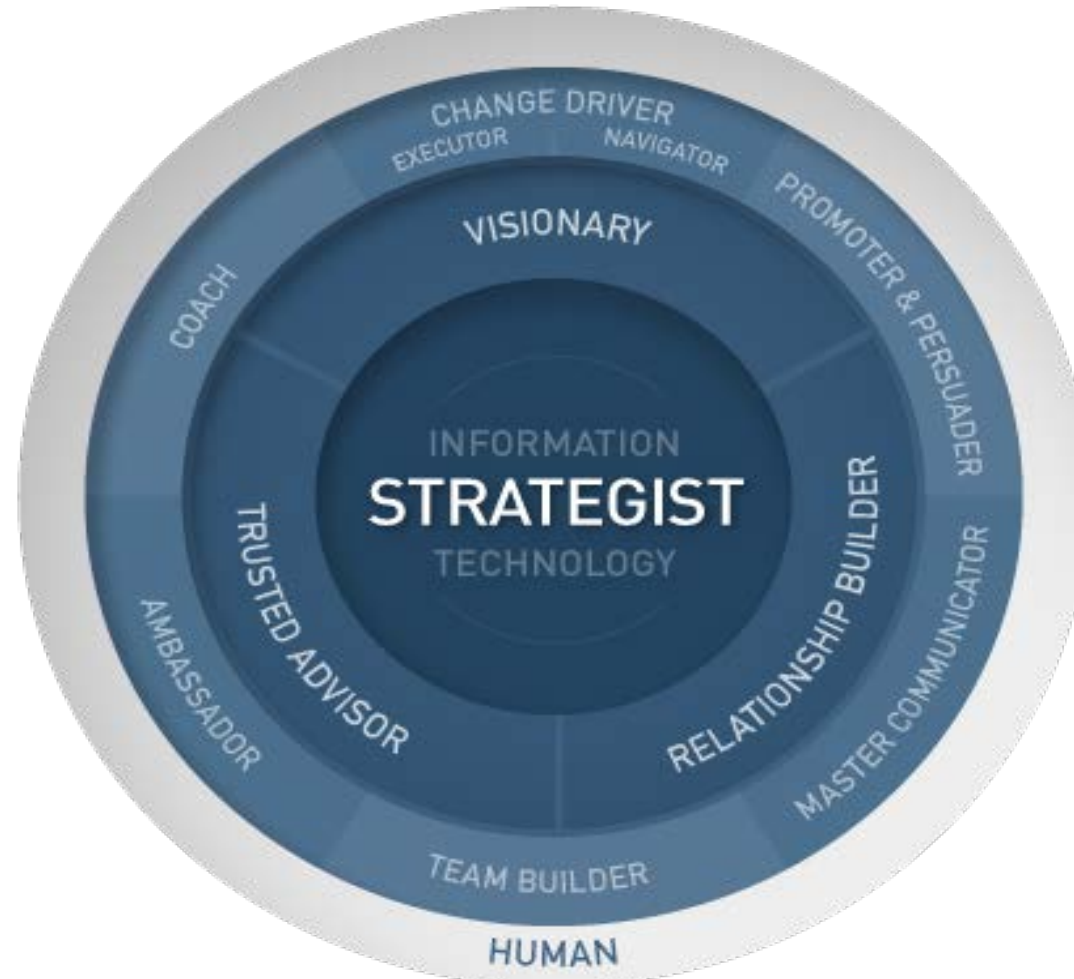 CHANGE DRIVER
EXECUTOR
NAVIGATOR
PROMOTER & PERSUADER
COACH
VISIONARY
INFORMATION
STRATEGIST
TECHNOLOGY
TRUSTED ADVISOR
RELATIONSHIP BUILDER
AMBASSADOR
MASTER COMMUNICATOR
TEAM BUILDER
HUMAN